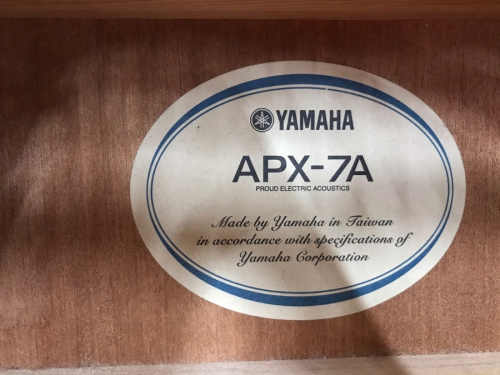 YAMAHA
APX-7A
PROUD ELECTRIC ACOUSTICS
Made by Yamaha in Taiwan
in accordance with specifications of
Yamaha Corporation